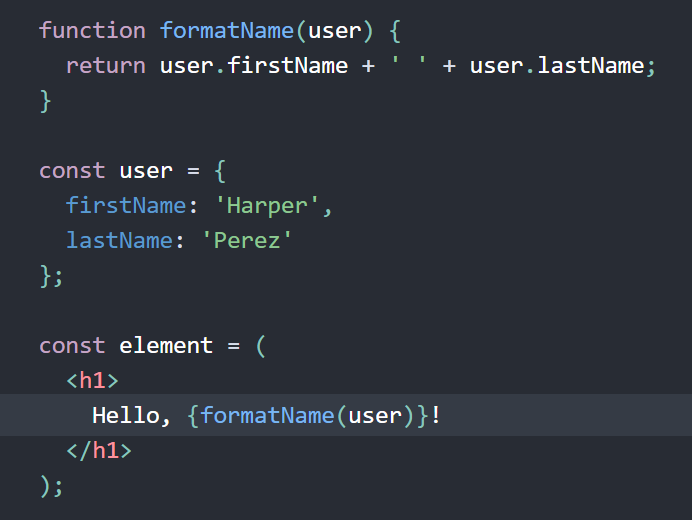 function formatName(user) {
  return user.firstName + ' ' + user.lastName;
}

const user = {
  firstName: 'Harper',
  lastName: 'Perez'
};

const element = (
  <h1>
    Hello, {formatName(user)}!
  </h1>
);